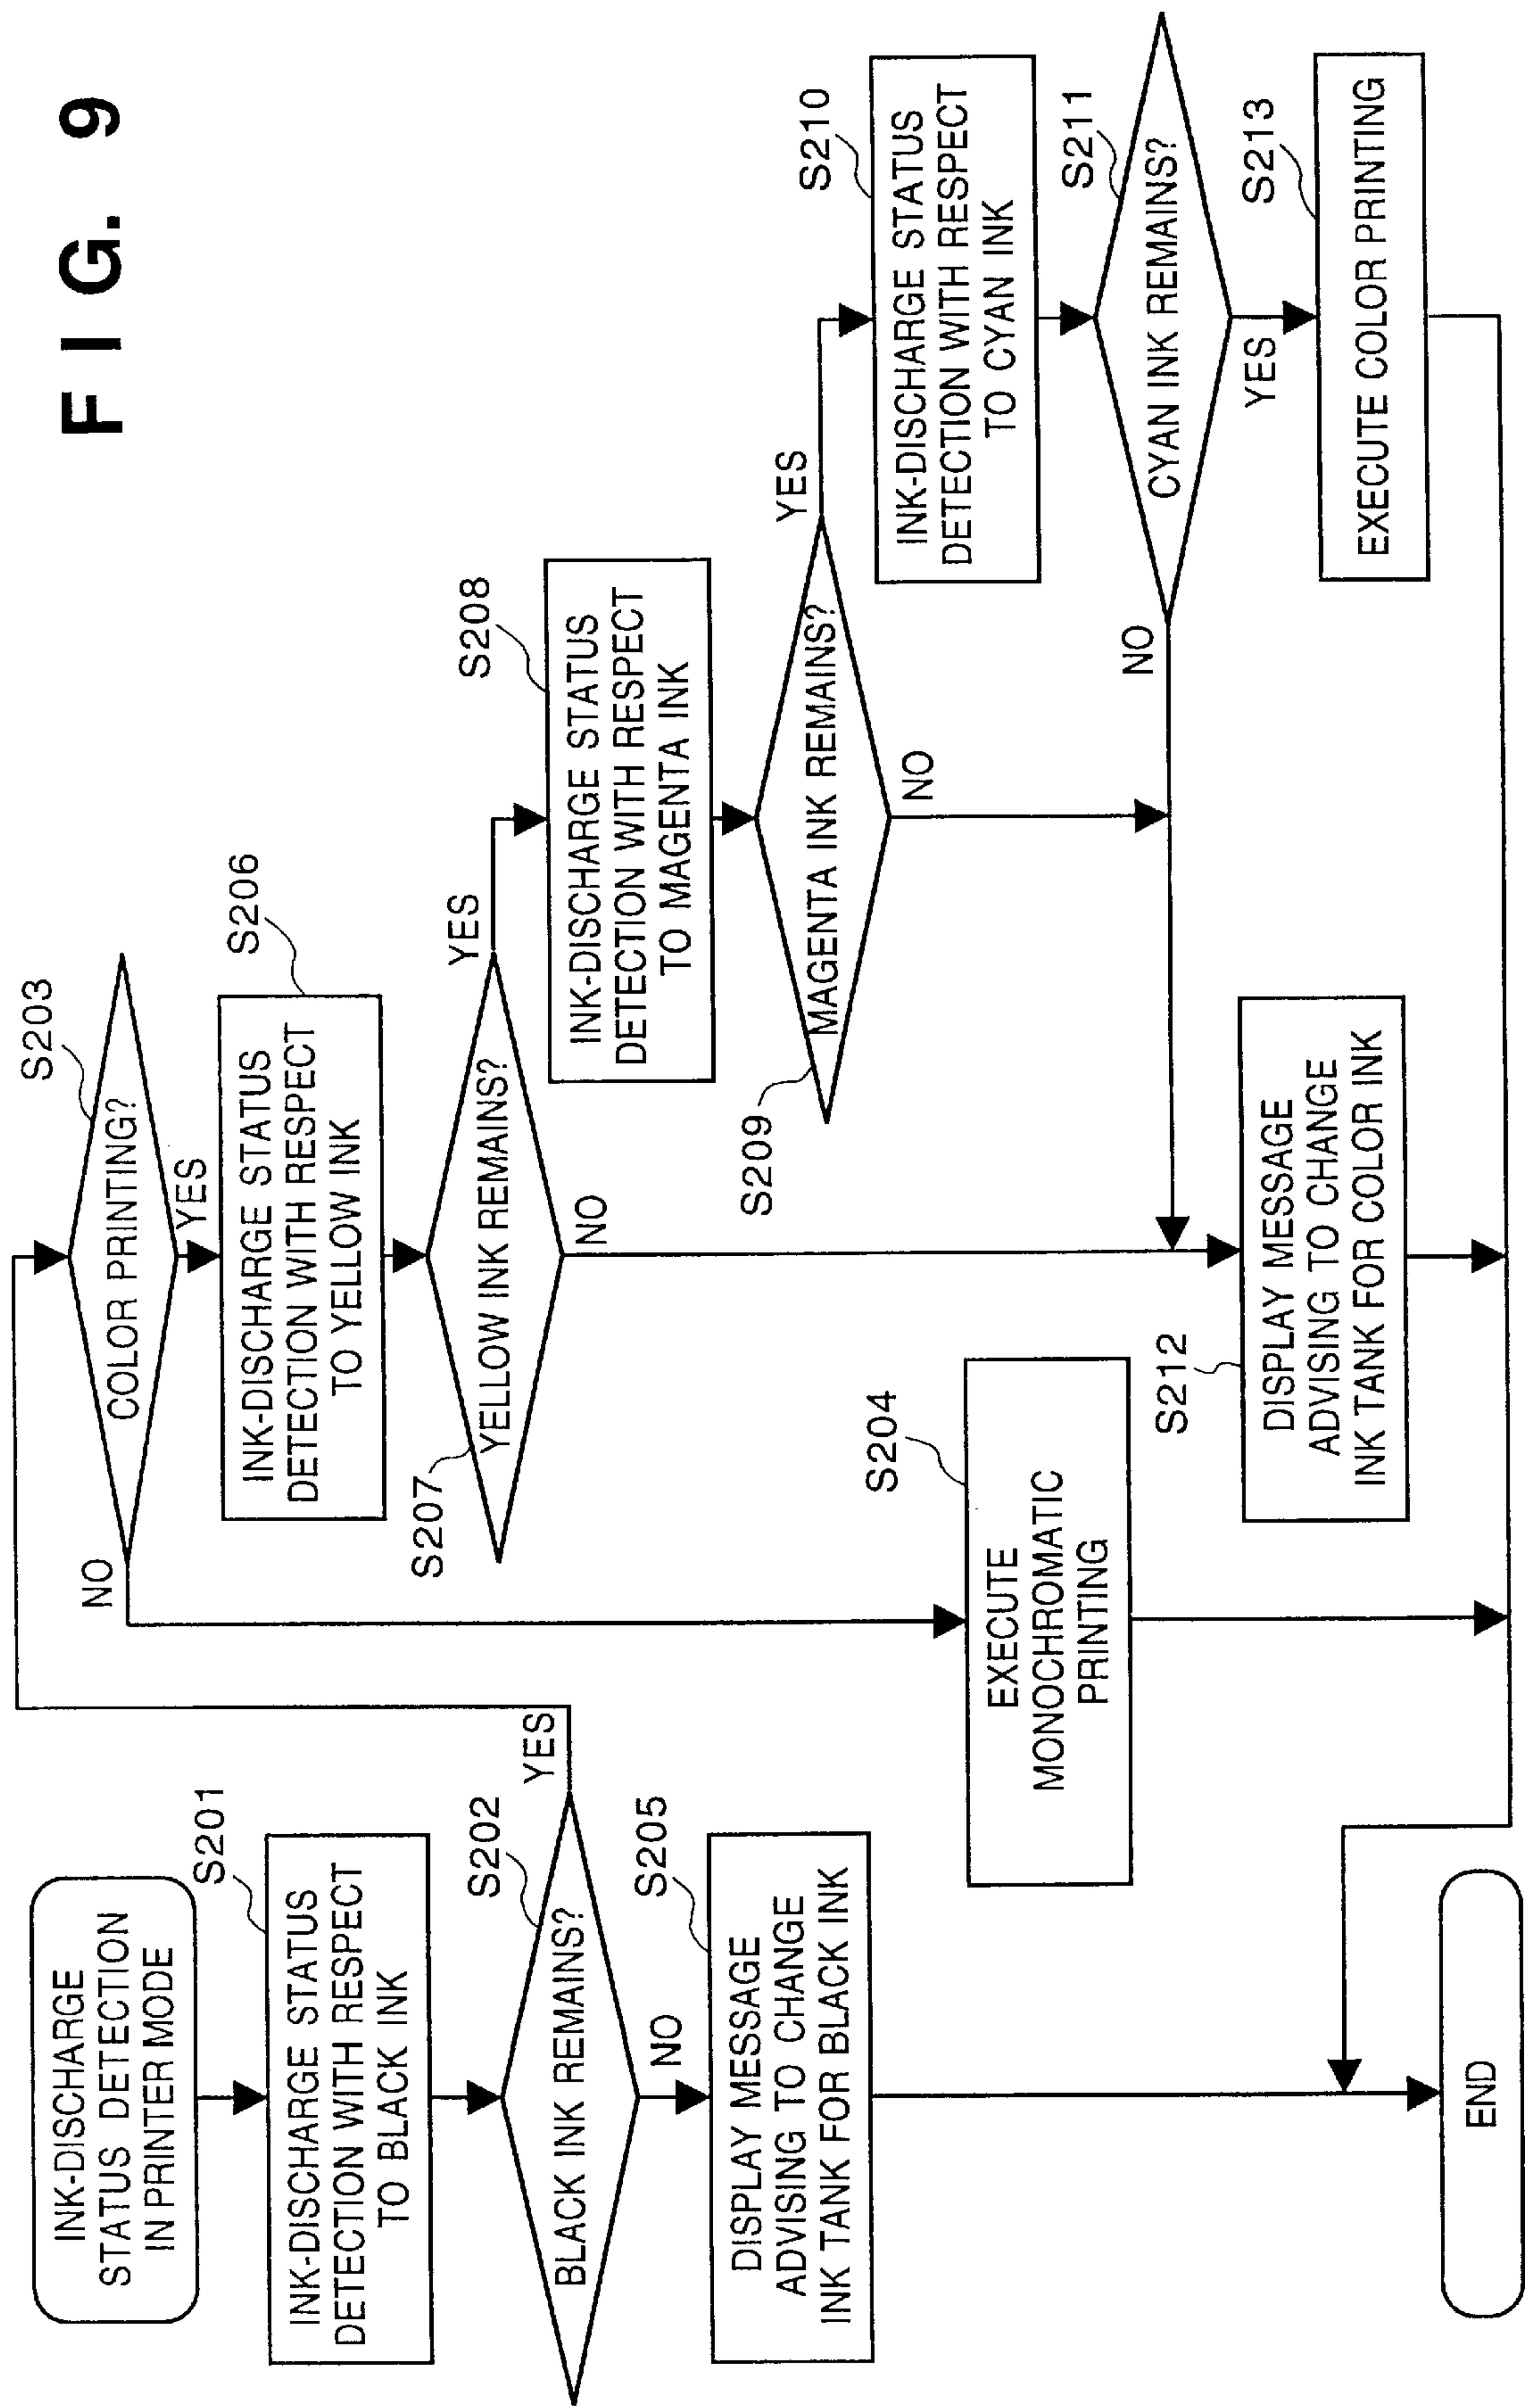 FIG. 9
INK-DISCHARGE
STATUS DETECTION
IN PRINTER MODE
S201
INK-DISCHARGE STATUS
DETECTION WITH RESPECT
TO BLACK INK
S202
BLACK INK REMAINS?
YES
NO
S205
DISPLAY MESSAGE
ADVISING TO CHANGE
INK TANK FOR BLACK INK
END
S203
COLOR PRINTING?
NO
YES
S206
INK-DISCHARGE STATUS
DETECTION WITH RESPECT
TO YELLOW INK
S207
YELLOW INK REMAINS?
YES
NO
S204
EXECUTE
MONOCHROMATIC
PRINTING
S212
DISPLAY MESSAGE
ADVISING TO CHANGE
INK TANK FOR COLOR INK
S208
INK-DISCHARGE STATUS
DETECTION WITH RESPECT
TO MAGENTA INK
S209
MAGENTA INK REMAINS?
YES
NO
S210
INK-DISCHARGE STATUS
DETECTION WITH RESPECT
TO CYAN INK
S211
CYAN INK REMAINS?
NO
YES
S213
EXECUTE COLOR PRINTING